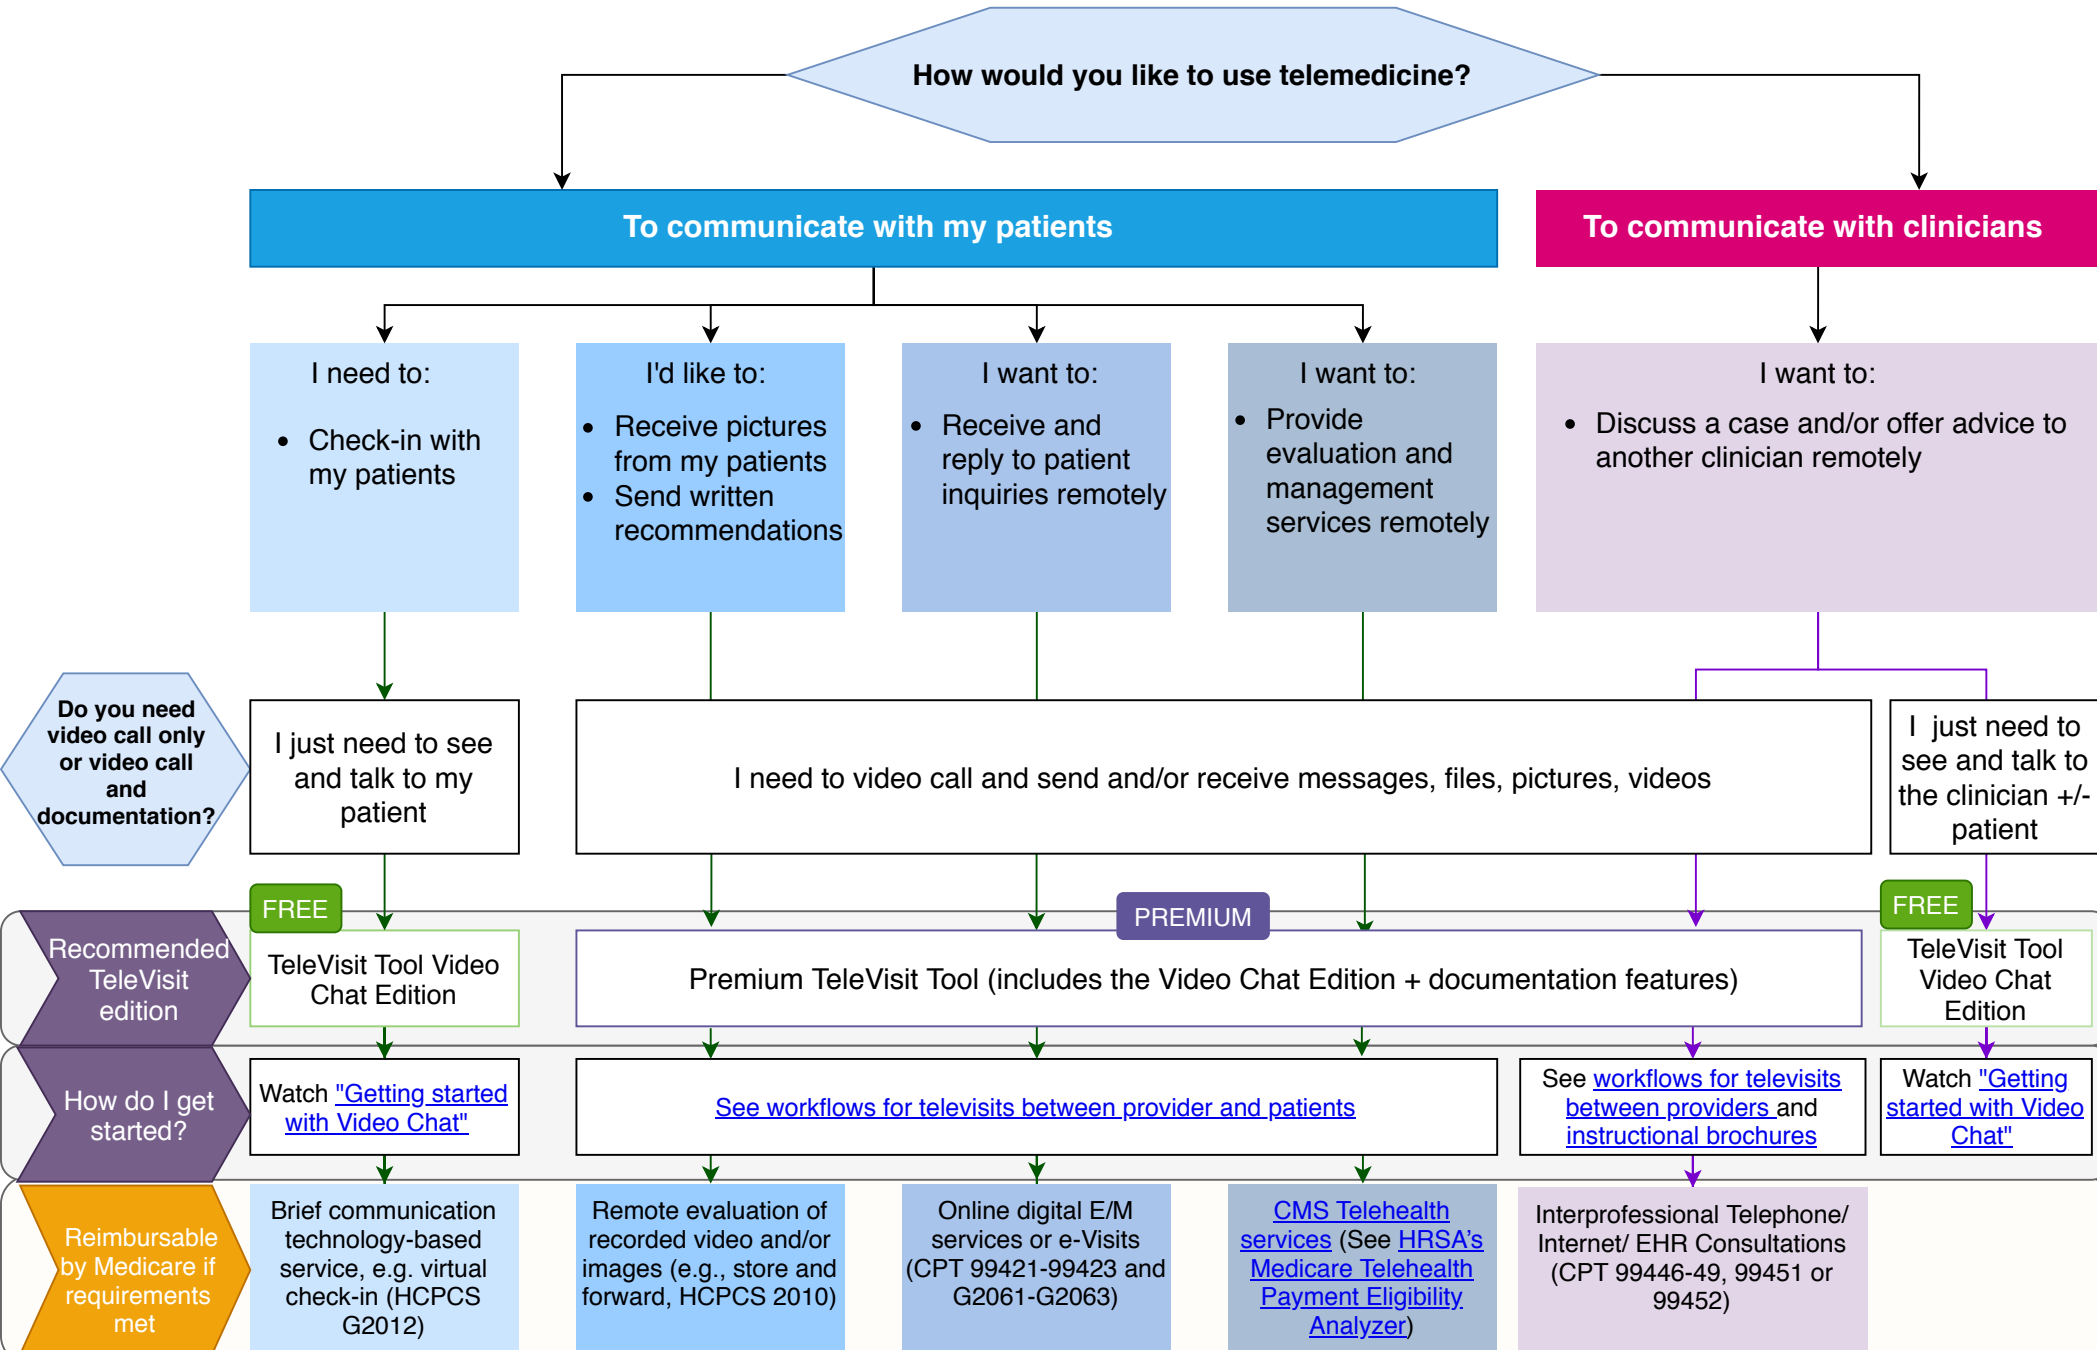 How would you like to use telemedicine?
To communicate with my patients
To communicate with clinicians
I need to:
• Check-in with
my patients
I'd like to:
• Receive pictures
from my patients
• Send written
recommendations
I want to:
• Receive and
reply to patient
inquiries remotely
I want to:
• Provide
evaluation and
management
services remotely
I want to:
• Discuss a case and/or offer advice to
another clinician remotely
Do you need
video call only
or video call
and
documentation?
I just need to see
and talk to my
patient
I need to video call and send and/or receive messages, files, pictures, videos
I just need to
see and talk to
the clinician +/-
patient
FREE
PREMIUM
FREE
Recommended
TeleVisit
edition
TeleVisit Tool Video
Chat Edition
Premium TeleVisit Tool (includes the Video Chat Edition + documentation features)
TeleVisit Tool
Video Chat
Edition
How do I get
started?
Watch "Getting started
with Video Chat"
See workflows for televisits between provider and patients
See workflows for televisits
between providers and
instructional brochures
Watch "Getting
started with Video
Chat"
Reimbursable
by Medicare if
requirements
met
Brief communication
technology-based
service, e.g. virtual
check-in (HCPCS
G2012)
Remote evaluation of
recorded video and/or
images (e.g., store and
forward, HCPCS 2010)
Online digital E/M
services or e-Visits
(CPT 99421-99423 and
G2061-G2063)
CMS Telehealth
services (See HRSA's
Medicare Telehealth
Payment Eligibility
Analyzer)
Interprofessional Telephone/
Internet/ EHR Consultations
(CPT 99446-49, 99451 or
99452)